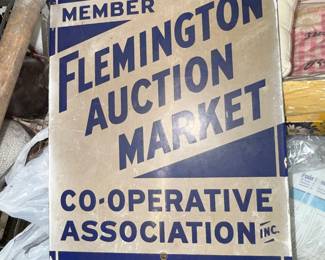 MEMBER
FLEMINGTON
AUCTION
MARKET
CO-OPERATIVE
ASSOCIATION INC.